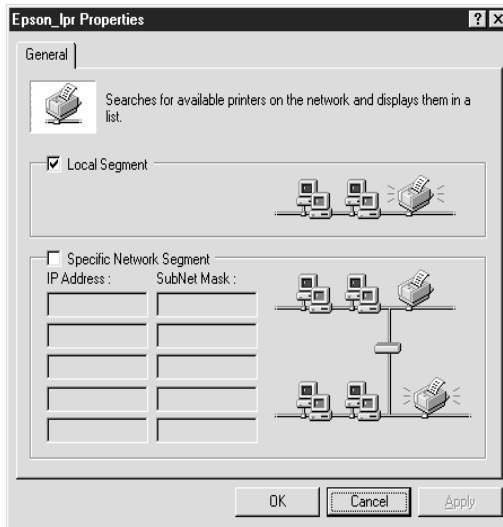 Epson_lpr Properties
General
Searches for available printers on the network and displays them in a
list.
Local Segment
Specific Network Segment
IP Address : SubNet Mask :
OK Cancel Apply